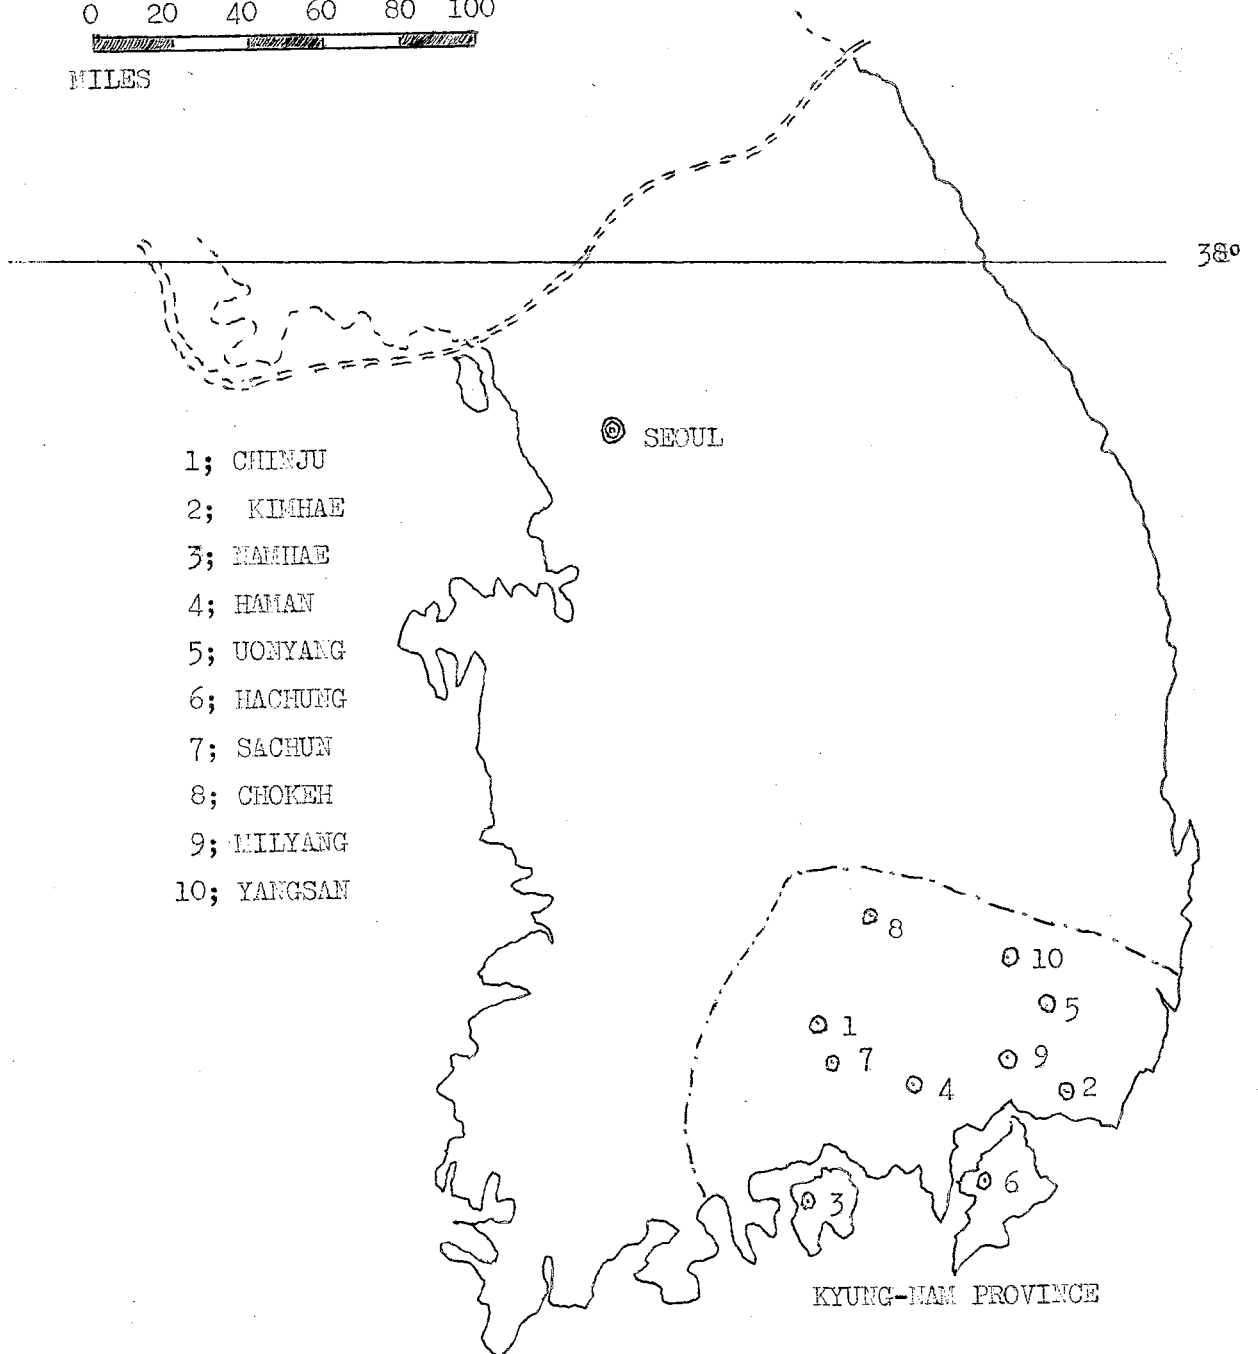 0 20 40 60 80 100
MILES
38°
SEOUL
1; CHINJU
2; KIMHAE
3; NAMHAE
4; HAMAN
5; UONYANG
6; HACHUNG
7; SACHUN
8; CHOKEH
9; MILYANG
10; YANGSAN
8
10
5
1
7
9
4
2
6
3
KYUNG-NAM PROVINCE